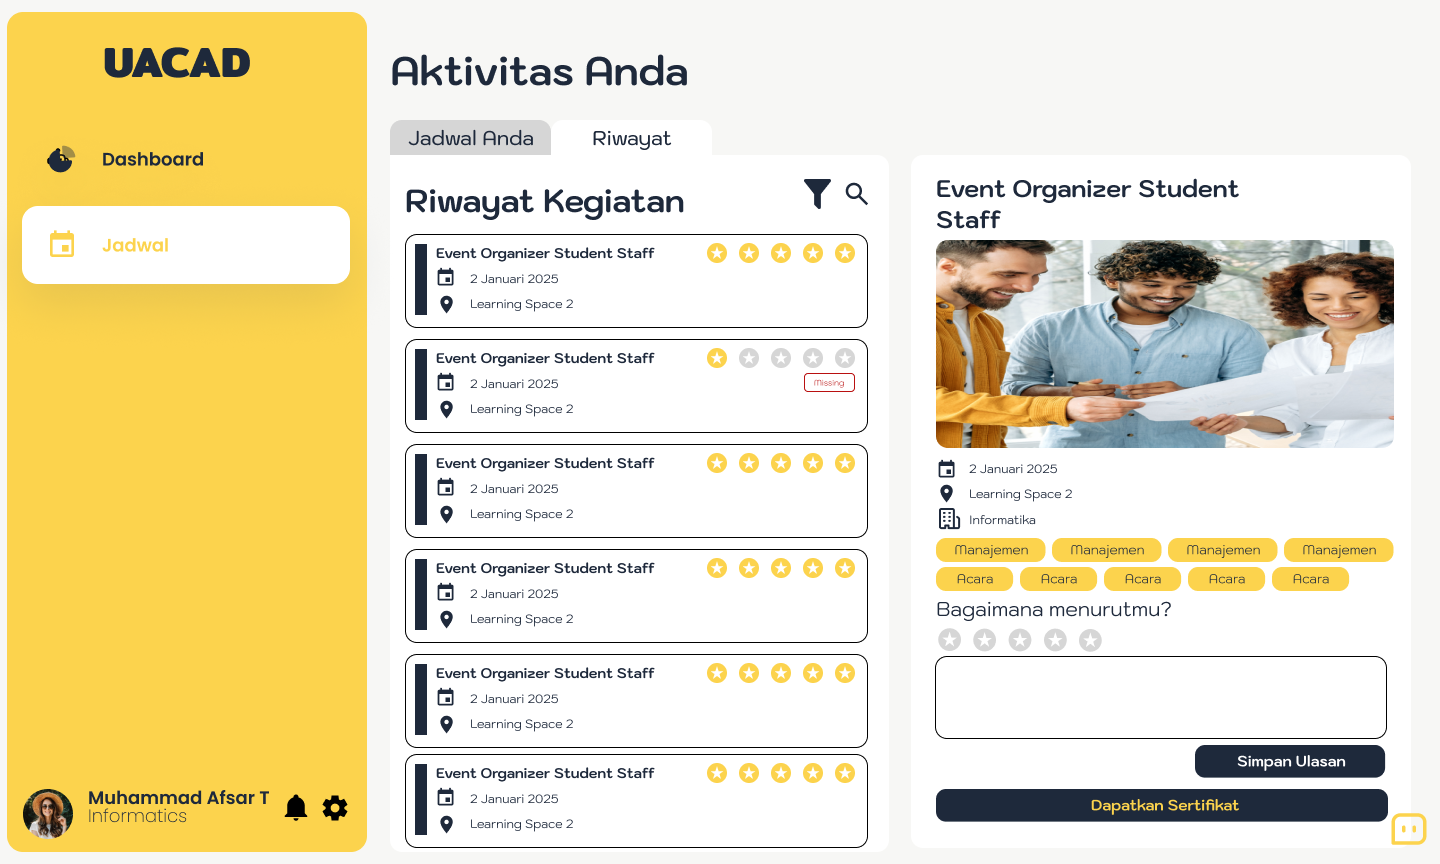 UACAD
Dashboard
Jadwal
Muhammad Afsar T
Informatics
Aktivitas Anda
Jadwal Anda
Riwayat
Riwayat Kegiatan
Event Organizer Student Staff
2 Januari 2025
Learning Space 2
Event Organizer Student Staff
2 Januari 2025
Missing
Learning Space 2
Event Organizer Student Staff
2 Januari 2025
Learning Space 2
Event Organizer Student Staff
2 Januari 2025
Learning Space 2
Event Organizer Student Staff
2 Januari 2025
Learning Space 2
Event Organizer Student Staff
2 Januari 2025
Learning Space 2
Event Organizer Student
Staff
2 Januari 2025
Learning Space 2
Informatika
Manajemen Manajemen Manajemen Manajemen
Acara Acara Acara Acara Acara
Bagaimana menurutmu?
Simpan Ulasan
Dapatkan Sertifikat